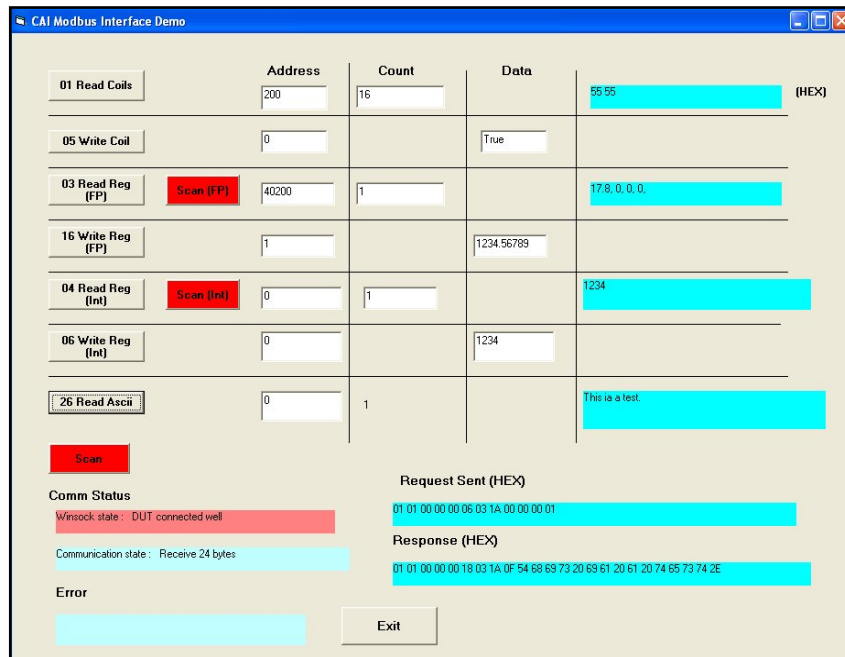 CAI Modbus Interface Demo
Address Count Data
01 Read Coils 200 16 55 55 (HEX)
05 Write Coil 0 True
03 Read Reg
(FP) Scan (FP) 40200 1 17.8, 0, 0, 0,
16 Write Reg
(FP) 1 1234.56789
04 Read Reg
(Int) Scan (Int) 0 1 1234
06 Write Reg
(Int) 0 1234
26 Read Ascii 0 1 This ia a test.
Scan
Request Sent (HEX)
Comm Status
01 01 00 00 00 06 03 1A 00 00 00 01
Winsock state : DUT connected well
Response (HEX)
Communication state : Receive 24 bytes
01 01 00 00 00 18 03 1A 0F 54 68 69 73 20 69 61 20 61 20 74 65 73 74 2E
Error
Exit